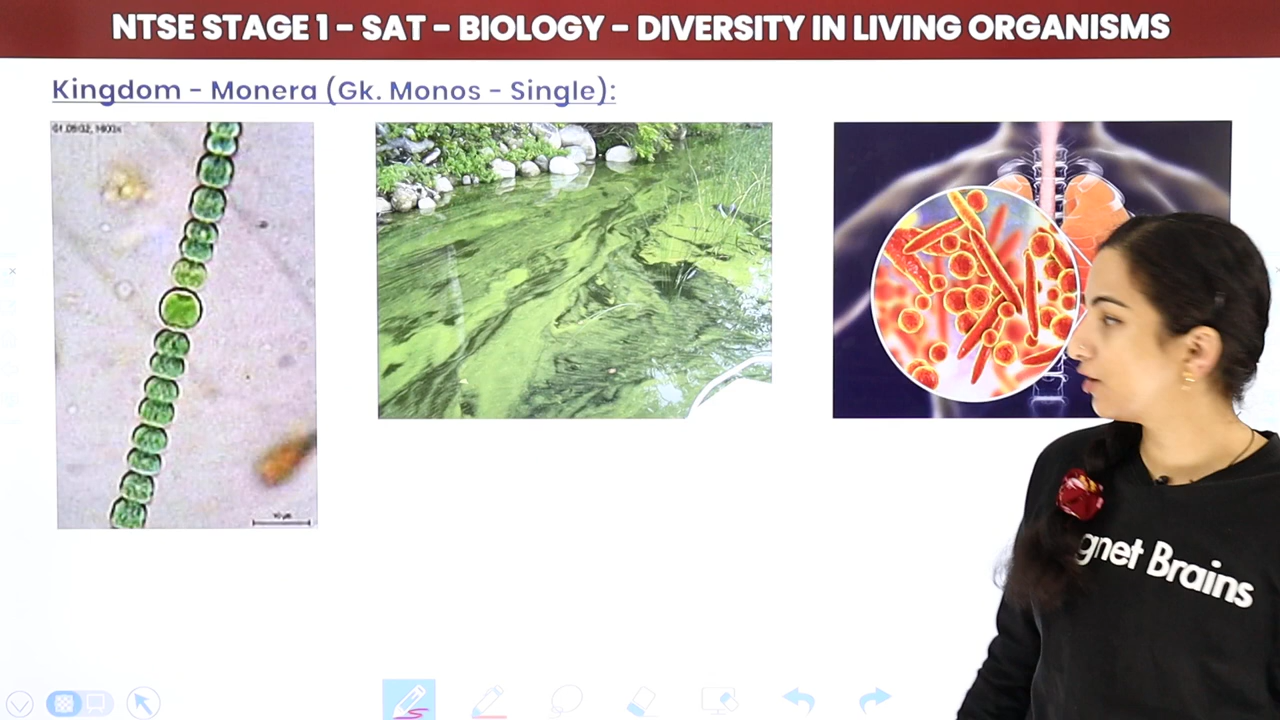 NTSE STAGE 1 - SAT - BIOLOGY - DIVERSITY IN LIVING ORGANISMS
Kingdom - Monera (Gk. Monos - Single):
gnet Brains